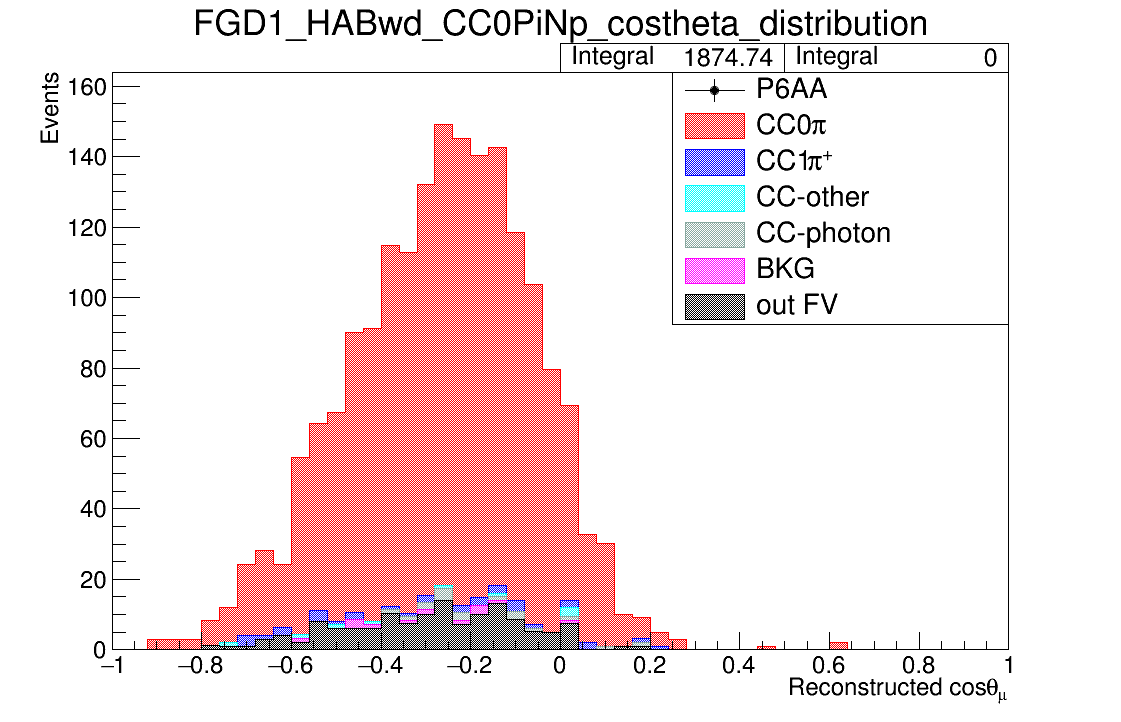 FGD1_HABwd_CC0PiNp_costheta_distribution
Integral 1874.74 Integral 0
Events
160
140
120
100
80
60
40
20
0
P6AA
CC0π
CC1π⁺
CC-other
CC-photon
BKG
out FV
−1 −0.8 −0.6 −0.4 −0.2 0 0.2 0.4 0.6 0.8 1
Reconstructed cosθμ